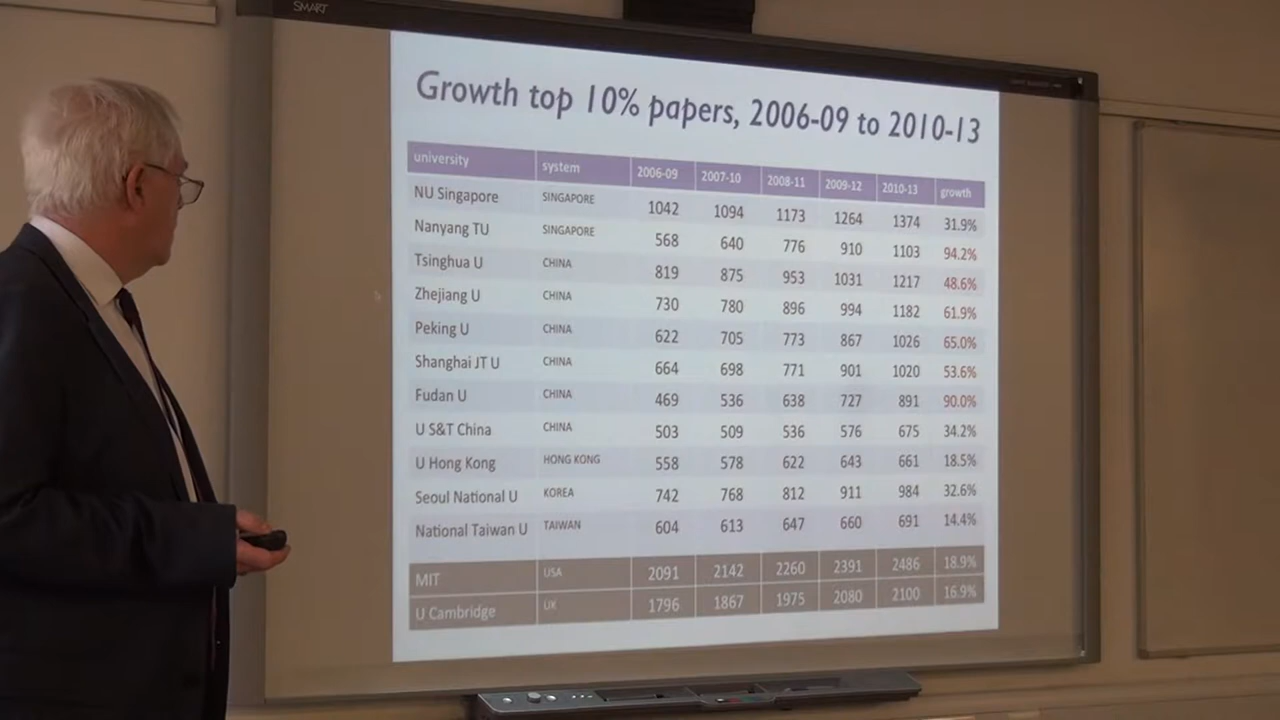 SMART
Growth top 10% papers, 2006-09 to 2010-13
university system 2006-09 2007-10 2008-11 2009-12 2010-13 growth
NU Singapore SINGAPORE 1042 1094 1173 1264 1374 31.9%
Nanyang TU SINGAPORE 568 640 776 910 1103 94.2%
Tsinghua U CHINA 819 875 953 1031 1217 48.6%
Zhejiang U CHINA 730 780 896 994 1182 61.9%
Peking U CHINA 622 705 773 867 1026 65.0%
Shanghai JT U CHINA 664 698 771 901 1020 53.6%
Fudan U CHINA 469 536 638 727 891 90.0%
U S&T China CHINA 503 509 536 576 675 34.2%
U Hong Kong HONG KONG 558 578 622 643 661 18.5%
Seoul National U KOREA 742 768 812 911 984 32.6%
National Taiwan U TAIWAN 604 613 647 660 691 14.4%
MIT USA 2091 2142 2260 2391 2486 18.9%
U Cambridge UK 1796 1867 1975 2080 2100 16.9%